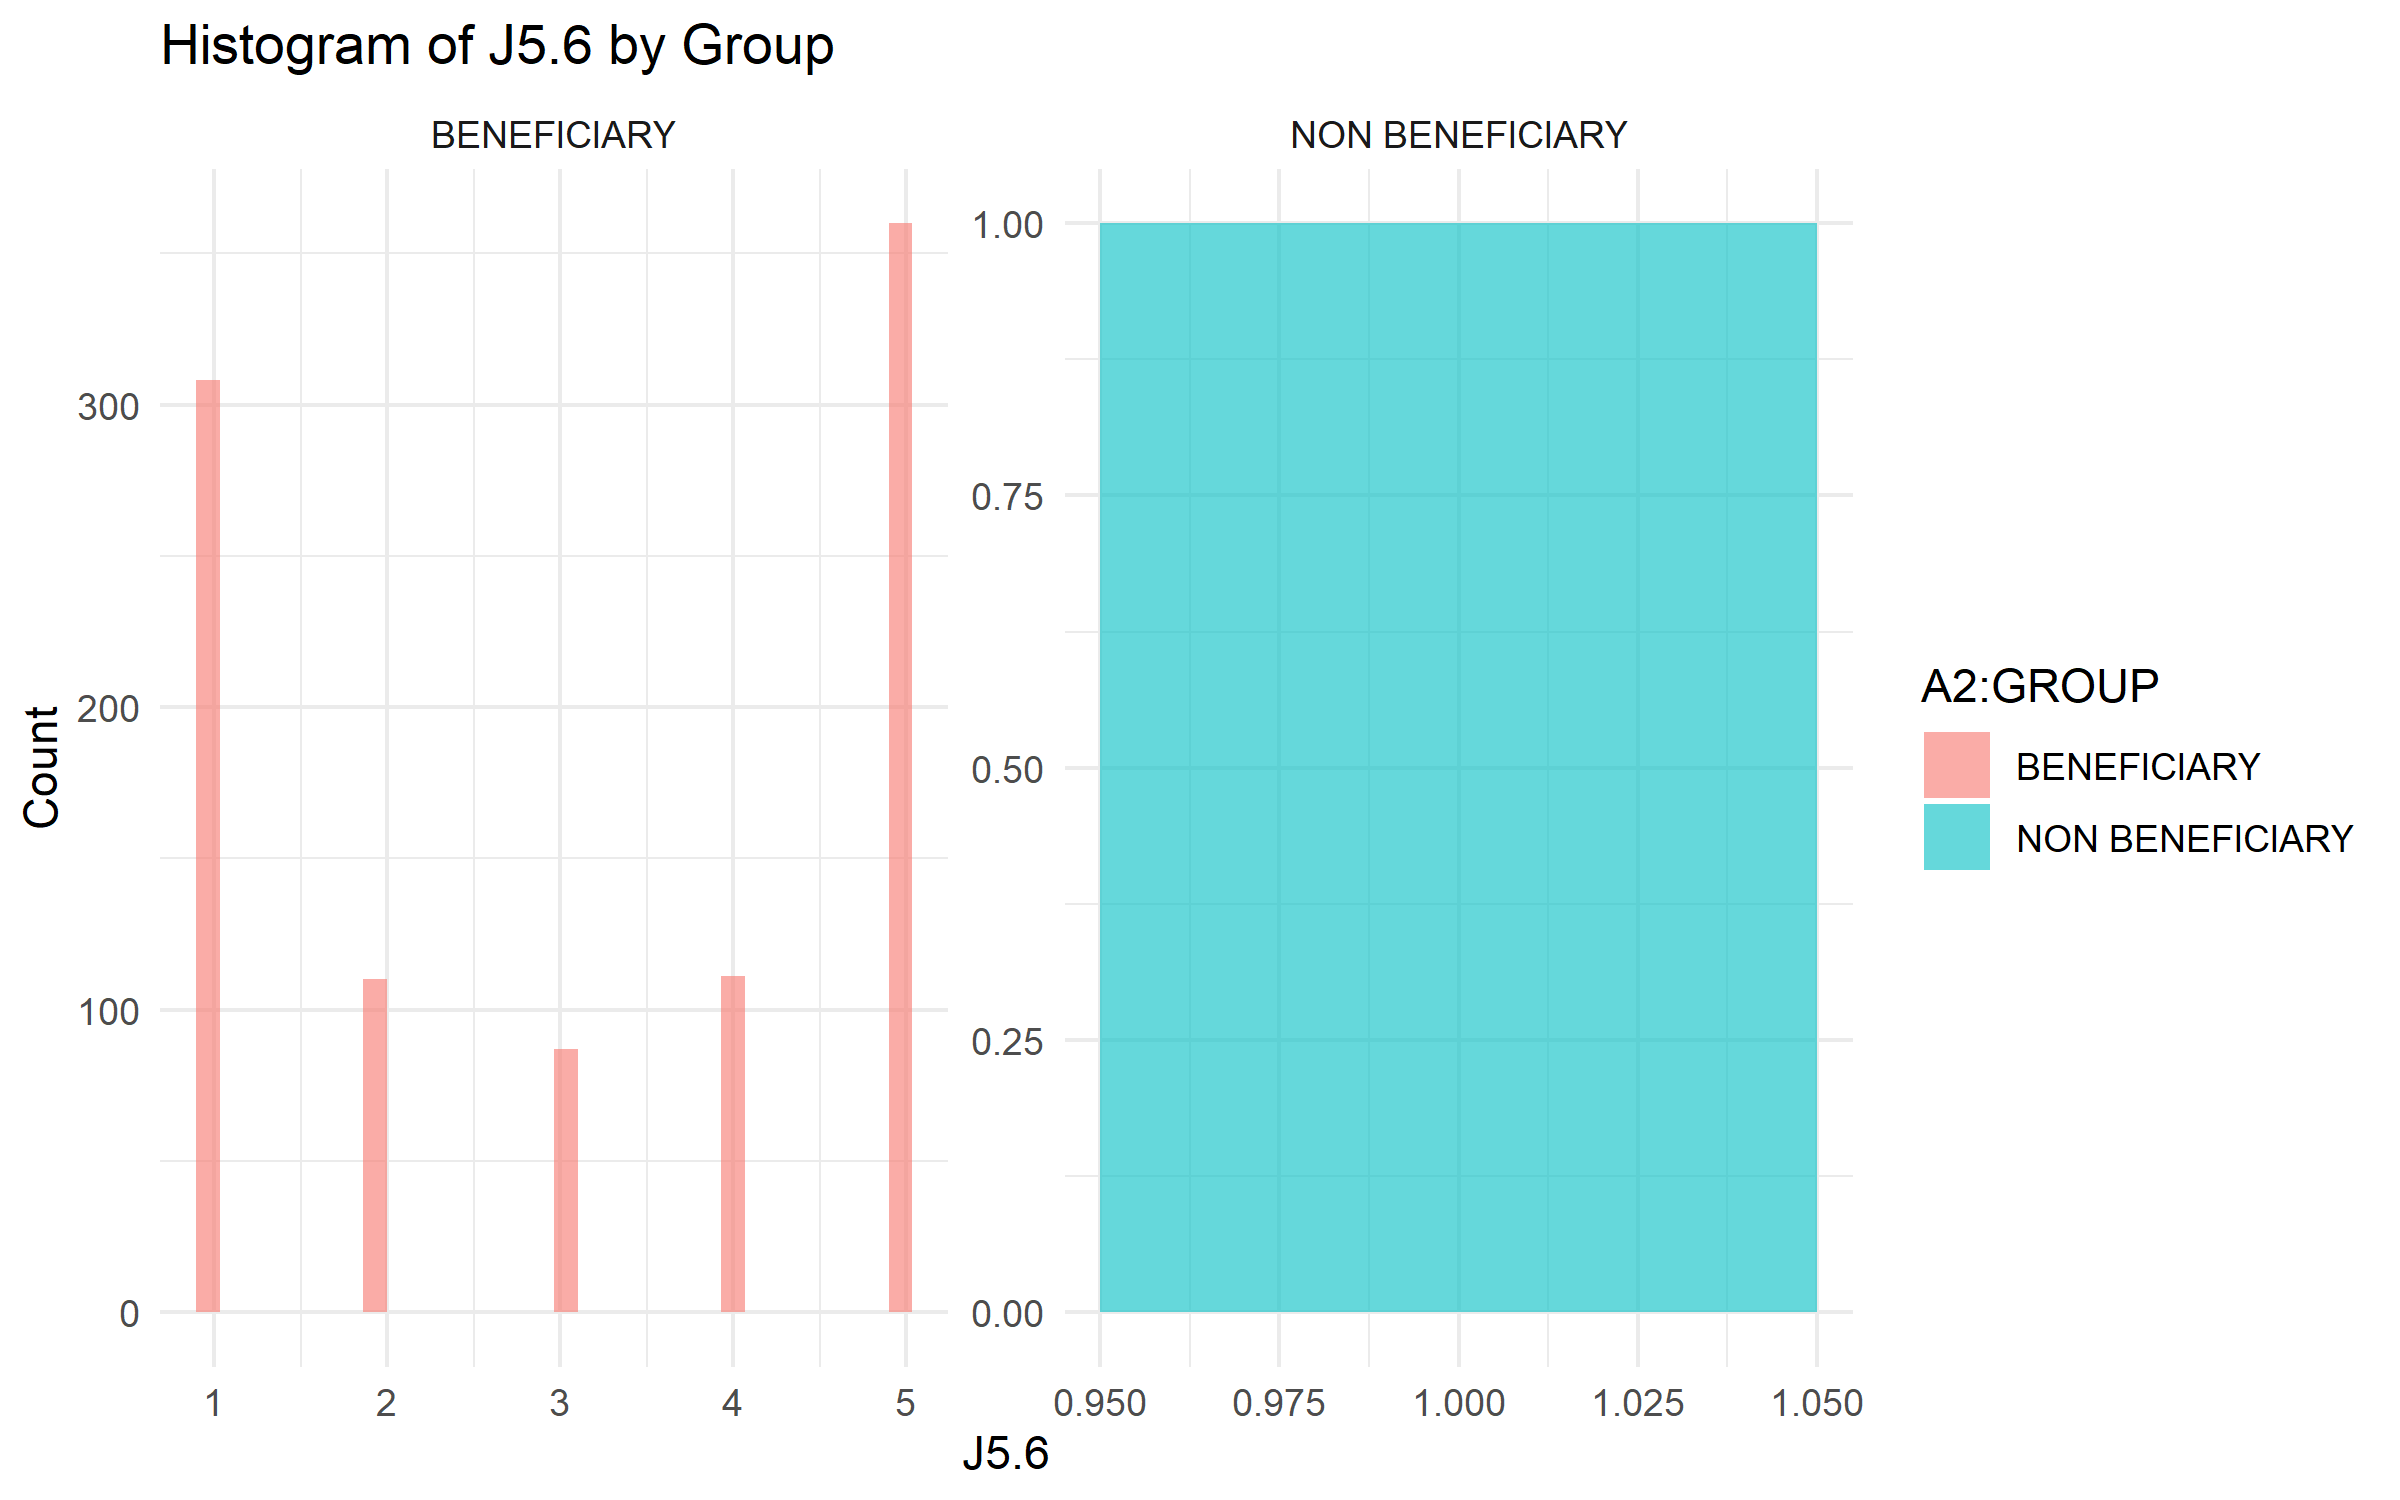 Histogram of J5.6 by Group
BENEFICIARY
NON BENEFICIARY
Count
300
200
100
0
1 2 3 4 5
1.00
0.75
0.50
0.25
0.00
0.950 0.975 1.000 1.025 1.050
J5.6
A2:GROUP
BENEFICIARY
NON BENEFICIARY